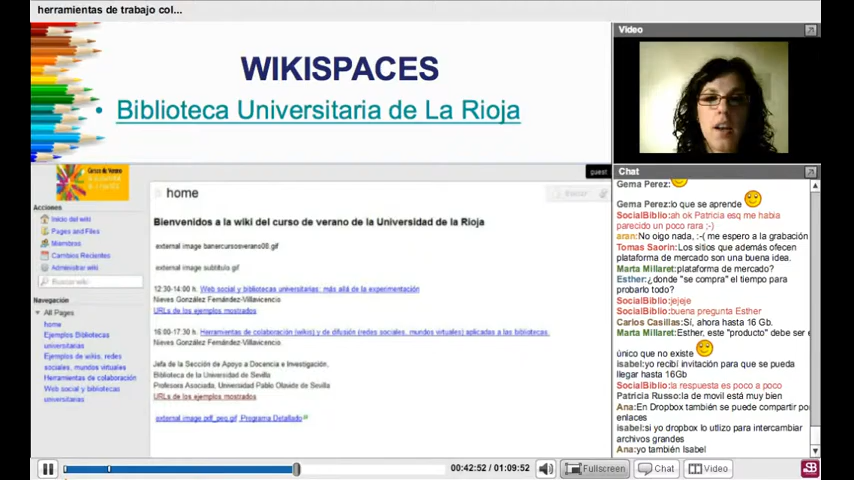 herramientas de trabajo col...
WIKISPACES
• Biblioteca Universitaria de La Rioja
Cursos de Verano
guest
Acciones
Inicio del wiki
Pages and Files
Miembros
Cambios Recientes
Administrar wiki
Buscar wiki
Navegación
All Pages
home
Ejemplos Bibliotecas
universitarias
Ejemplos de wikis, redes
sociales, mundos virtuales
Herramientas de colaboración
Web social y bibliotecas
universitarias
home
Bienvenidos a la wiki del curso de verano de la Universidad de la Rioja
external image banercursosverano08.gif
external image subtitula.gif
12:30-14:00 h. Web social y bibliotecas universitarias: más allá de la experimentación
Nieves González Fernández-Villavicencio.
URLs de los ejemplos mostrados
16:00-17:30 h. Herramientas de colaboración (wikis) y de difusión (redes sociales, mundos virtuales) aplicadas a las bibliotecas.
Nieves González Fernández-Villavicencio.
Jefa de la Sección de Apoyo a Docencia e Investigación,
Biblioteca de la Universidad de Sevilla
Profesora Asociada, Universidad Pablo Olavide de Sevilla
URLs de los ejemplos mostrados
external image pdf_peq.gif Programa Detallado
Video
Chat
Gema Perez:
Gema Perez:lo que se aprende
SocialBiblio:ah ok Patricia esq me habia
parecido un poco rara ;-)
aran:No oigo nada, :-( me espero a la grabación
Tomas Saorin:Los sitios que además ofecen
plataforma de mercado son una buena idea.
Marta Millaret:plataforma de mercado?
Esther:¿donde "se compra" el tiempo para
probarlo todo?
SocialBiblio:jejeje
SocialBiblio:buena pregunta Esther
Carlos Casillas:Sí, ahora hasta 16 Gb.
Marta Millaret:Esther, este "producto" debe ser e
único que no existe
isabel:yo recibí invitación para que se pueda
llegar hasta 16Gb
SocialBiblio:la respuesta es poco a poco
Patricia Russo:la de movil está muy bien
Ana:En Dropbox también se puede compartir po
enlaces
isabel:si yo dropbox lo utlizo para intercambiar
archivos grandes
Ana:yo también Isabel
00:42:52 / 01:09:52
Fullscreen
Chat
Video
SB